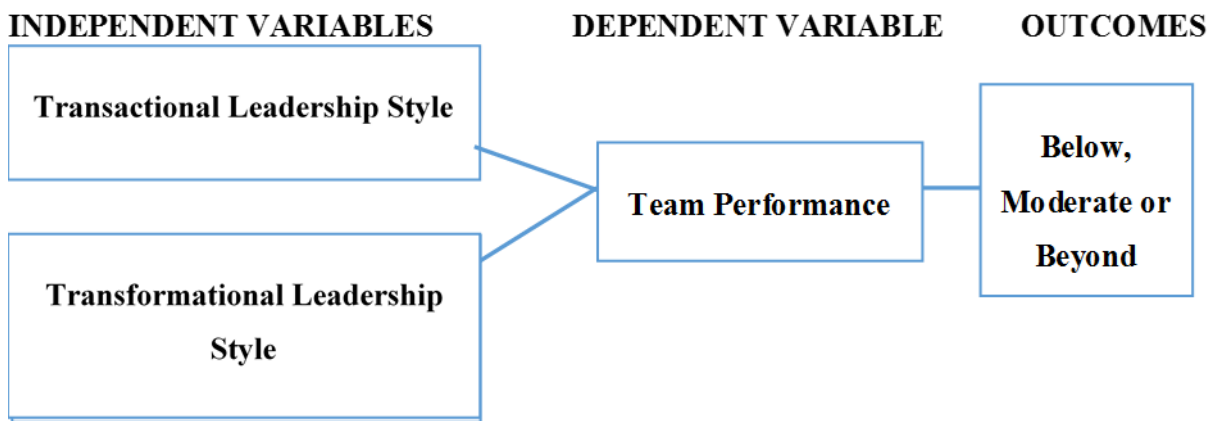 INDEPENDENT VARIABLES
DEPENDENT VARIABLE
OUTCOMES
Transactional Leadership Style
Transformational Leadership
Style
Team Performance
Below,
Moderate or
Beyond